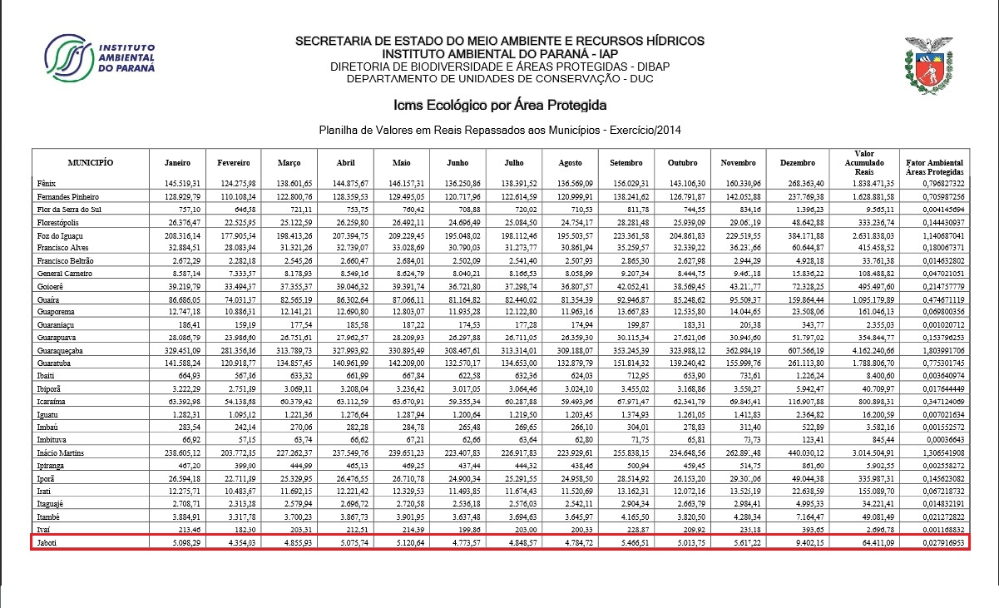 INSTITUTO
AMBIENTAL
DO PARANÁ
SECRETARIA DE ESTADO DO MEIO AMBIENTE E RECURSOS HÍDRICOS
INSTITUTO AMBIENTAL DO PARANÁ - IAP
DIRETORIA DE BIODIVERSIDADE E ÁREAS PROTEGIDAS - DIBAP
DEPARTAMENTO DE UNIDADES DE CONSERVAÇÃO - DUC
Icms Ecológico por Área Protegida
Planilha de Valores em Reais Repassados aos Municípios - Exercício/2014
MUNICIPÍO Janeiro Fevereiro Março Abril Maio Junho Julho Agosto Setembro Outubro Novembro Dezembro Valor Acumulado Reais Fator Ambiental Áreas Protegidas
Fênix 145.519,31 124.275,98 138.601,65 144.875,67 146.157,31 136.250,86 138.391,52 136.569,09 156.029,31 143.106,30 160.330,96 268.363,40 1.838.471,35 0,796827322
Fernandes Pinheiro 128.929,79 110.108,24 122.800,76 128.359,53 129.495,05 120.717,96 122.614,59 120.999,91 138.241,62 126.791,87 142.052,88 237.769,38 1.628.881,58 0,705987256
Flor da Serra do Sul 757,10 646,58 721,11 753,75 760,42 708,88 720,02 710,53 811,78 744,55 834,16 1.396,23 9.565,11 0,004145694
Florestópolis 26.376,47 22.525,95 25.122,59 26.259,80 26.492,11 24.696,49 25.084,50 24.754,17 28.281,48 25.939,09 29.061,19 48.642,88 333.236,74 0,144430937
Foz do Iguaçu 208.316,14 177.905,54 198.413,26 207.394,75 209.229,45 195.048,02 198.112,46 195.503,57 223.361,58 204.861,83 229.519,55 384.171,88 2.631.838,03 1,140687041
Francisco Alves 32.884,51 28.083,94 31.321,26 32.739,07 33.028,69 30.790,03 31.273,77 30.861,94 35.259,57 32.339,22 36.231,66 60.644,87 415.458,52 0,180067371
Francisco Beltrão 2.672,29 2.282,18 2.545,26 2.660,47 2.684,01 2.502,09 2.541,40 2.507,93 2.865,30 2.627,98 2.944,29 4.928,18 33.761,38 0,014632802
General Carneiro 8.587,14 7.333,57 8.178,93 8.549,16 8.624,79 8.040,21 8.166,53 8.058,99 9.207,34 8.444,75 9.461,18 15.836,22 108.488,82 0,047021051
Goioerê 39.219,79 33.494,37 37.355,37 39.046,32 39.391,74 36.721,80 37.298,74 36.807,57 42.052,41 38.569,45 43.211,77 72.328,25 495.497,60 0,214757779
Guaíra 86.686,05 74.031,37 82.565,19 86.302,64 87.066,11 81.164,82 82.440,02 81.354,39 92.946,87 85.248,62 95.509,37 159.864,44 1.095.179,89 0,474671119
Guaporema 12.747,18 10.886,31 12.141,21 12.690,80 12.803,07 11.935,28 12.122,80 11.963,16 13.667,83 12.535,80 14.044,65 23.508,06 161.046,13 0,069800356
Guaraniaçu 186,41 159,19 177,54 185,58 187,22 174,53 177,28 174,94 199,87 183,31 205,38 343,77 2.355,03 0,001020712
Guarapuava 28.086,79 23.986,60 26.751,61 27.962,57 28.209,93 26.297,88 26.711,05 26.359,30 30.115,34 27.621,06 30.945,60 51.797,02 354.844,77 0,153796253
Guaraqueçaba 329.451,09 281.356,86 313.789,73 327.993,92 330.895,49 308.467,61 313.314,01 309.188,07 353.245,39 323.988,12 362.984,19 607.566,19 4.162.240,66 1,803991706
Guaratuba 141.588,24 120.918,77 134.857,45 140.961,99 142.209,00 132.570,17 134.653,00 132.879,79 151.814,32 139.240,42 155.999,76 261.113,80 1.788.806,70 0,775301745
Ibaiti 664,93 567,86 633,32 661,99 667,84 622,58 632,36 624,03 712,95 653,90 732,61 1.226,24 8.400,60 0,003640974
Ibiporã 3.222,29 2.751,89 3.069,11 3.208,04 3.236,42 3.017,05 3.064,46 3.024,10 3.455,02 3.168,86 3.550,27 5.942,47 40.709,97 0,017644449
Icaraíma 63.392,98 54.138,68 60.379,42 63.112,59 63.670,91 59.355,34 60.287,88 59.493,96 67.971,47 62.341,79 69.845,41 116.907,88 800.898,31 0,347124069
Iguatu 1.282,31 1.095,12 1.221,36 1.276,64 1.287,94 1.200,64 1.219,50 1.203,45 1.374,93 1.261,05 1.412,83 2.364,82 16.200,59 0,007021634
Imbaú 283,54 242,14 270,06 282,28 284,78 265,48 269,65 266,10 304,01 278,83 312,40 522,89 3.582,16 0,001552572
Imbituva 66,92 57,15 63,74 66,62 67,21 62,66 63,64 62,80 71,75 65,81 73,73 123,41 845,44 0,00036643
Inácio Martins 238.605,12 203.772,85 227.262,37 237.549,76 239.651,23 223.407,83 226.917,83 223.929,61 255.838,15 234.648,56 262.891,48 440.030,12 3.014.504,91 1,306541908
Ipiranga 467,20 399,00 444,99 465,13 469,25 437,44 444,32 438,46 500,94 459,45 514,75 861,60 5.902,55 0,002558272
Iporã 26.594,18 22.711,89 25.329,95 26.476,55 26.710,78 24.900,34 25.291,55 24.958,50 28.514,92 26.153,20 29.301,06 49.044,38 335.987,31 0,145623082
Irati 12.275,71 10.483,67 11.692,15 12.221,42 12.329,53 11.493,85 11.674,43 11.520,69 13.162,31 12.072,16 13.525,19 22.638,59 155.089,70 0,067218732
Itaguajé 2.708,71 2.313,28 2.579,94 2.696,72 2.720,58 2.536,18 2.576,03 2.542,11 2.904,34 2.663,79 2.984,41 4.995,33 34.221,41 0,014832191
Itambé 3.884,91 3.317,78 3.700,23 3.867,73 3.901,95 3.637,48 3.694,63 3.645,97 4.165,50 3.820,50 4.280,34 7.164,47 49.081,49 0,021272822
Ivaí 213,46 182,30 203,31 212,51 214,39 199,86 203,00 200,33 228,87 209,92 235,18 393,65 2.696,78 0,001168832
Jaboti 5.098,29 4.354,03 4.855,93 5.075,74 5.120,64 4.773,57 4.848,57 4.784,72 5.466,51 5.013,75 5.617,22 9.402,15 64.411,09 0,027916953